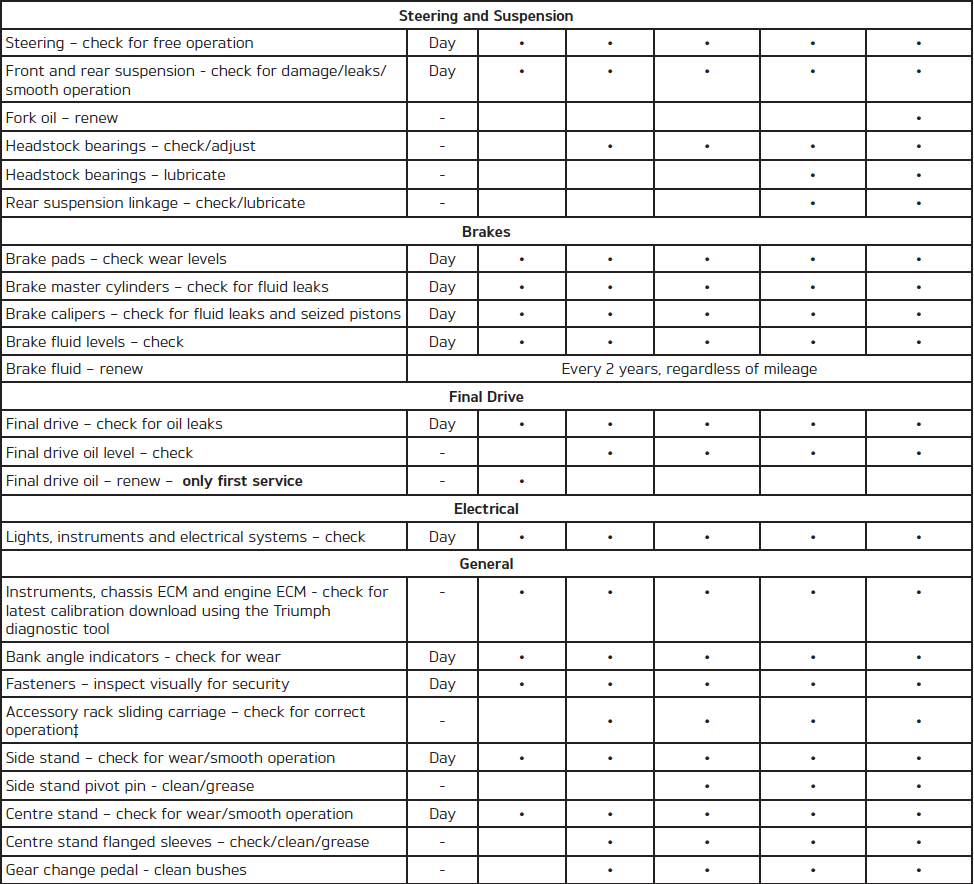 Steering and Suspension
Steering – check for free operation Day • • • • •
Front and rear suspension - check for damage/leaks/ Day • • • • •
smooth operation
Fork oil – renew - •
Headstock bearings – check/adjust - • • • •
Headstock bearings – lubricate - • •
Rear suspension linkage – check/lubricate - • •
Brakes
Brake pads – check wear levels Day • • • • •
Brake master cylinders – check for fluid leaks Day • • • • •
Brake calipers – check for fluid leaks and seized pistons Day • • • • •
Brake fluid levels – check Day • • • • •
Brake fluid – renew Every 2 years, regardless of mileage
Final Drive
Final drive – check for oil leaks Day • • • • •
Final drive oil level – check - • • • •
Final drive oil – renew – only first service - •
Electrical
Lights, instruments and electrical systems – check Day • • • • •
General
Instruments, chassis ECM and engine ECM - check for - • • • • •
latest calibration download using the Triumph
diagnostic tool
Bank angle indicators - check for wear Day • • • • •
Fasteners – inspect visually for security Day • • • • •
Accessory rack sliding carriage – check for correct - • • • •
operation‡
Side stand – check for wear/smooth operation Day • • • • •
Side stand pivot pin - clean/grease - • • •
Centre stand – check for wear/smooth operation Day • • • • •
Centre stand flanged sleeves – check/clean/grease - • • • •
Gear change pedal - clean bushes - • • • •